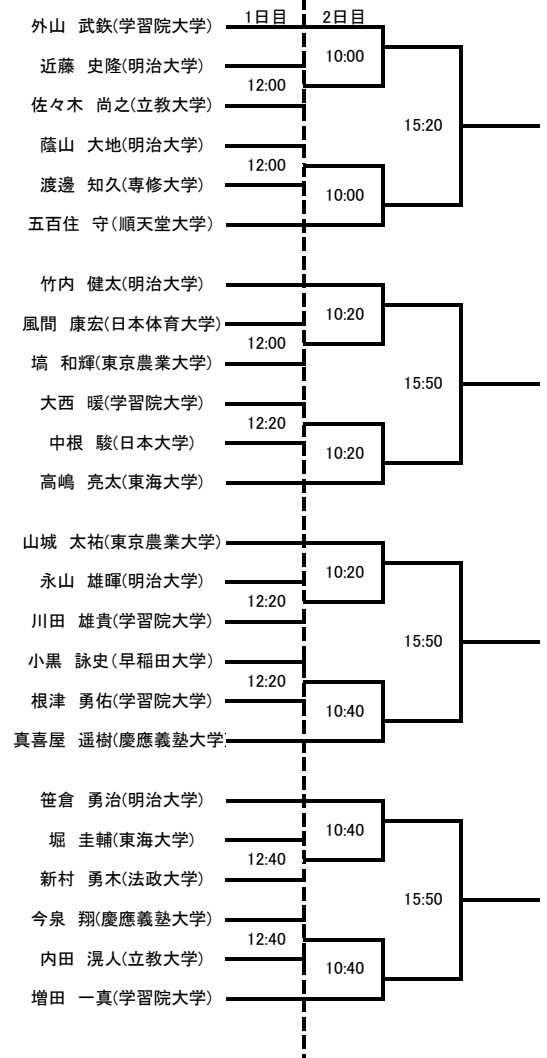 1日目 2日目
外山 武鉄(学習院大学)
10:00
近藤 史隆(明治大学)
12:00
佐々木 尚之(立教大学)
15:20
蔭山 大地(明治大学)
12:00
渡邊 知久(専修大学)
10:00
五百住 守(順天堂大学)
竹内 健太(明治大学)
10:20
風間 康宏(日本体育大学)
12:00
塙 和輝(東京農業大学)
15:50
大西 暖(学習院大学)
12:20
中根 駿(日本大学)
10:20
高嶋 亮太(東海大学)
山城 太祐(東京農業大学)
10:20
永山 雄暉(明治大学)
12:20
川田 雄貴(学習院大学)
15:50
小黒 詠史(早稲田大学)
12:20
根津 勇佑(学習院大学)
10:40
真喜屋 遥樹(慶應義塾大学)
笹倉 勇治(明治大学)
10:40
堀 圭輔(東海大学)
12:40
新村 勇木(法政大学)
15:50
今泉 翔(慶應義塾大学)
12:40
内田 滉人(立教大学)
10:40
増田 一真(学習院大学)